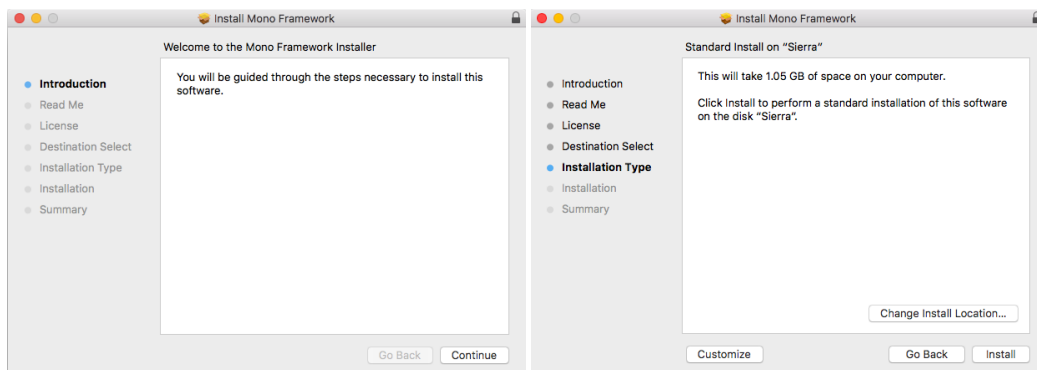 Install Mono Framework
Welcome to the Mono Framework Installer
Introduction
Read Me
License
Destination Select
Installation Type
Installation
Summary
You will be guided through the steps necessary to install this
software.
Go Back
Continue
Install Mono Framework
Standard Install on “Sierra”
Introduction
Read Me
License
Destination Select
Installation Type
Installation
Summary
This will take 1.05 GB of space on your computer.
Click Install to perform a standard installation of this software
on the disk “Sierra”.
Change Install Location...
Customize
Go Back
Install